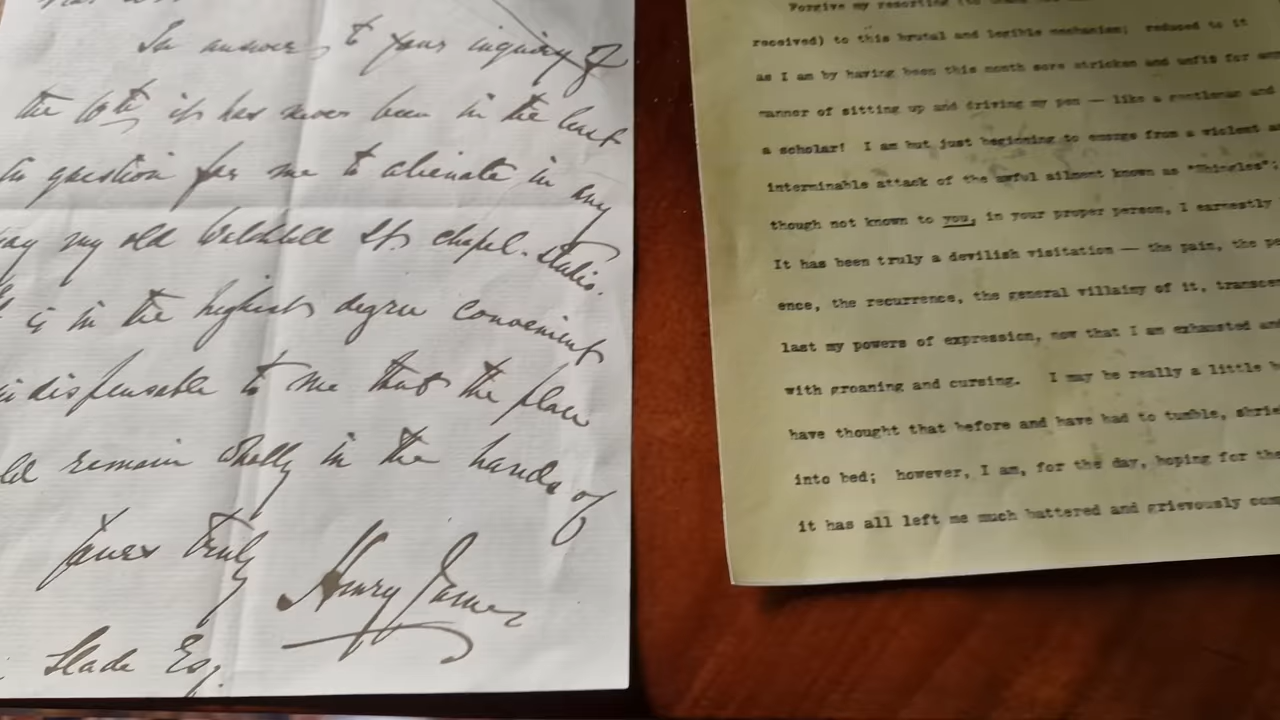 In answer, to your inquiry of
the 10th, it has never been in the least
in question for me to alienate in any
way my old Watchbell St. chapel-studio.
It is in the highest degree convenient
indispensable to me that the place
ld remain wholly in the hands of
Yours truly
Henry James
Slade Esq.
Forgive my resorting (to
received) to this brutal and legible mechanism; reduced to it
as I am by having been this month sore stricken and unfit for
manner of sitting up and driving my pen — like a gentleman and
a scholar! I am but just beginning to emerge from a violent a
interminable attack of the awful ailment known as "Shingles";
though not known to you, in your proper person, I earnestly
It has been truly a devilish visitation — the pain, the pe
ence, the recurrence, the general villainy of it, transcen
last my powers of expression, now that I am exhausted an
with groaning and cursing. I may be really a little b
have thought that before and have had to tumble, shrie
into bed; however, I am, for the day, hoping for the
it has all left me much battered and grievously com